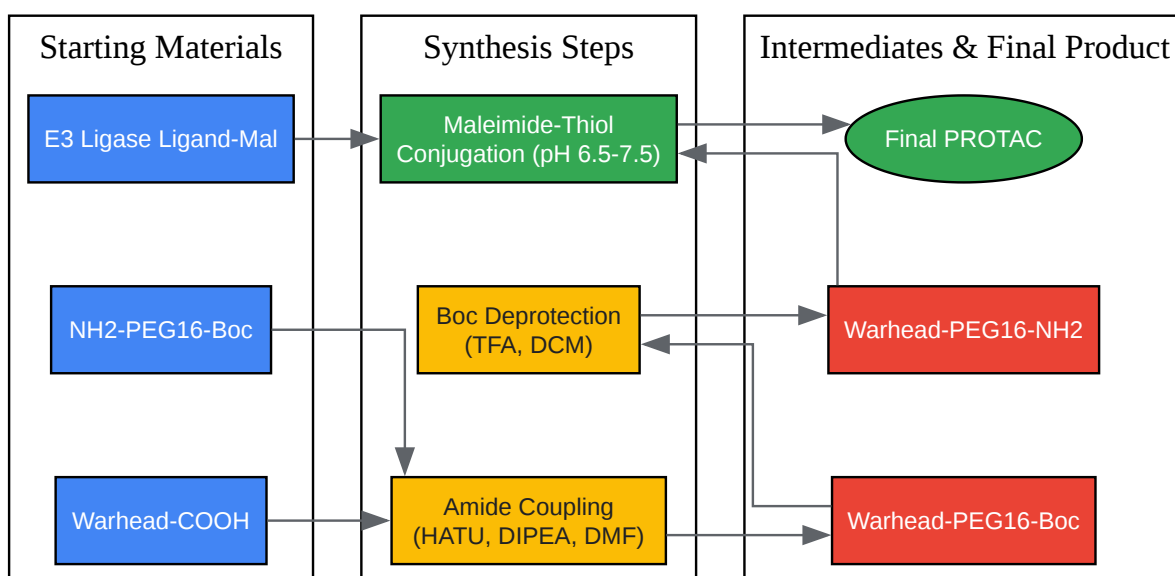 Starting Materials
Synthesis Steps
Intermediates & Final Product
E3 Ligase Ligand-Mal
Maleimide-Thiol
Conjugation (pH 6.5-7.5)
Final PROTAC
NH2-PEG16-Boc
Boc Deprotection
(TFA, DCM)
Warhead-PEG16-NH2
Warhead-COOH
Amide Coupling
(HATU, DIPEA, DMF)
Warhead-PEG16-Boc